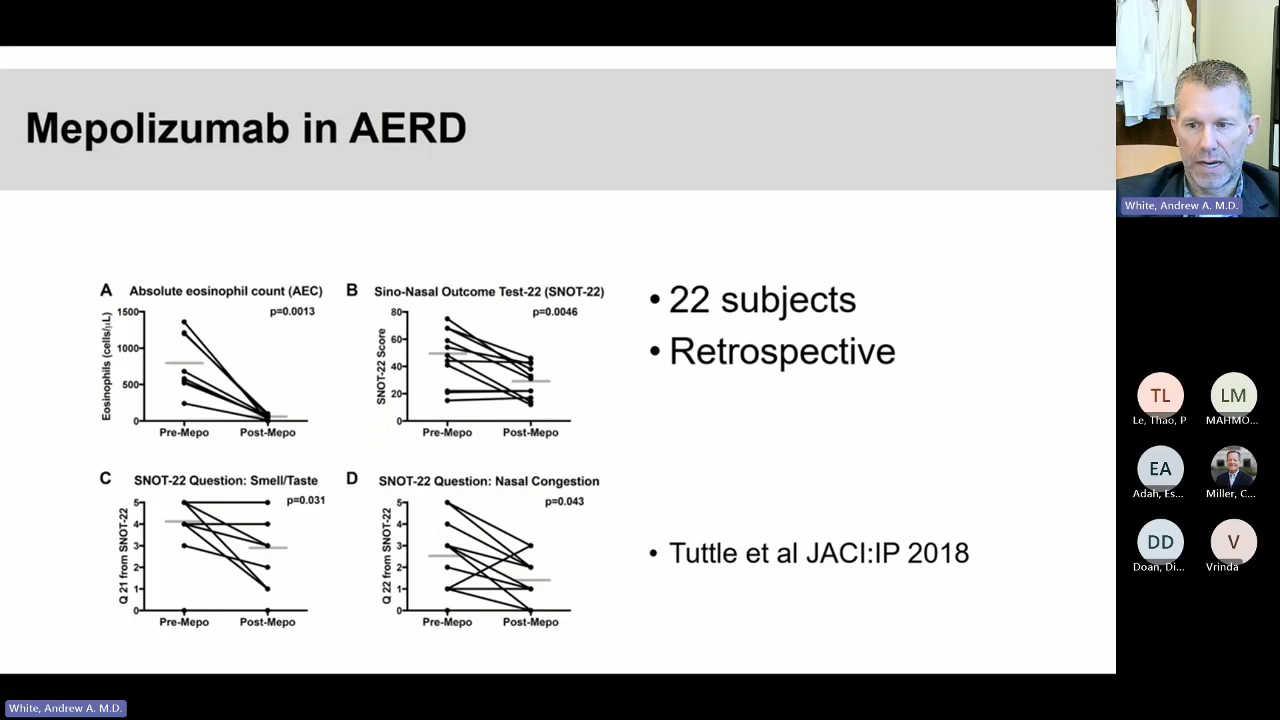 Mepolizumab in AERD
A Absolute eosinophil count (AEC)
p=0.0013
Eosinophils (cells/µL)
1500
1000
500
0
Pre-Mepo Post-Mepo
B Sino-Nasal Outcome Test-22 (SNOT-22)
p=0.0046
SNOT-22 Score
80
60
40
20
0
Pre-Mepo Post-Mepo
C SNOT-22 Question: Smell/Taste
p=0.031
Q 21 from SNOT-22
5
4
3
2
1
0
Pre-Mepo Post-Mepo
D SNOT-22 Question: Nasal Congestion
p=0.043
Q 22 from SNOT-22
5
4
3
2
1
0
Pre-Mepo Post-Mepo
• 22 subjects
• Retrospective
• Tuttle et al JACI:IP 2018
White, Andrew A. M.D.
TL
Le, Thao, P
LM
MAHMO...
EA
Adah, Es...
Miller, C...
DD
Doan, Di...
V
Vrinda
White, Andrew A. M.D.